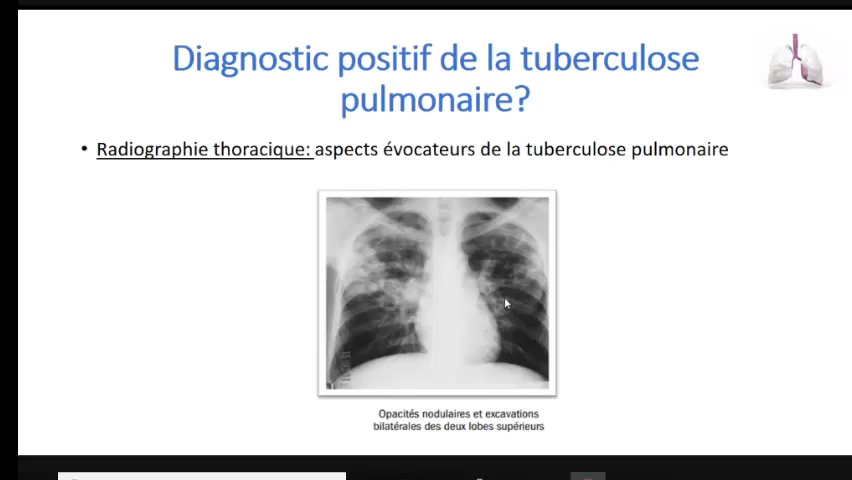 Diagnostic positif de la tuberculose
pulmonaire?
• Radiographie thoracique: aspects évocateurs de la tuberculose pulmonaire
Opacités nodulaires et excavations
bilatérales des deux lobes supérieurs